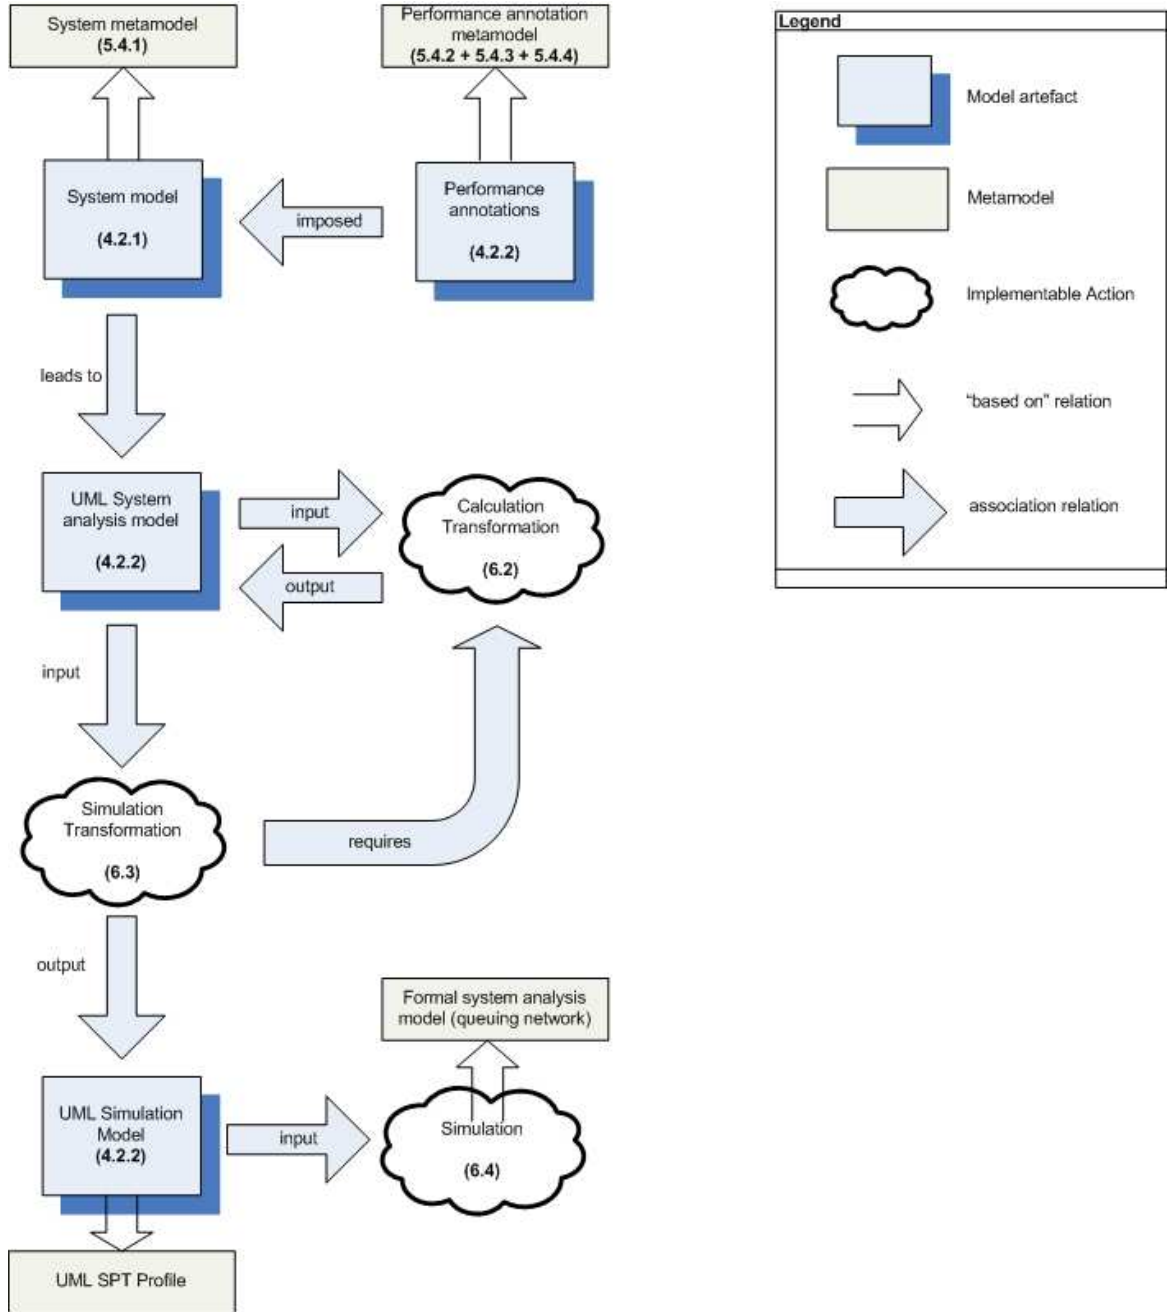 System metamodel
(5.4.1)
Performance annotation
metamodel
(5.4.2 + 5.4.3 + 5.4.4)
System model
(4.2.1)
imposed
Performance
annotations
(4.2.2)
leads to
UML System
analysis model
(4.2.2)
input
output
Calculation
Transformation
(6.2)
input
Simulation
Transformation
(6.3)
requires
output
Formal system analysis
model (queuing network)
UML Simulation
Model
(4.2.2)
input
Simulation
(6.4)
UML SPT Profile
Legend
Model artefact
Metamodel
Implementable Action
"based on" relation
association relation